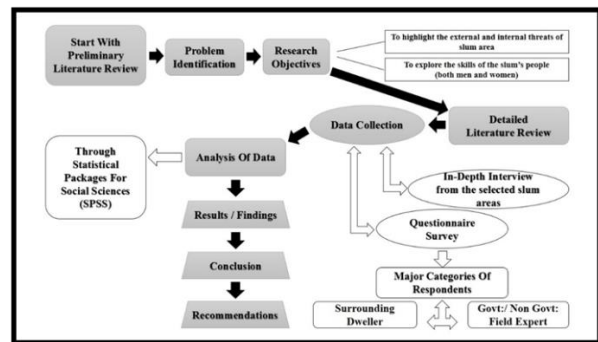 Start With
Preliminary
Literature Review
Problem
Identification
Research
Objectives
To highlight the external and internal threats of
slum area
To explore the skills of the slum's people
(both men and women)
Detailed
Literature Review
Data Collection
Analysis Of Data
Through
Statistical
Packages For
Social Sciences
(SPSS)
In-Depth Interview
from the selected slum
areas
Questionnaire
Survey
Results / Findings
Conclusion
Recommendations
Major Categories Of
Respondents
Surrounding
Dweller
Govt:/ Non Govt:
Field Expert